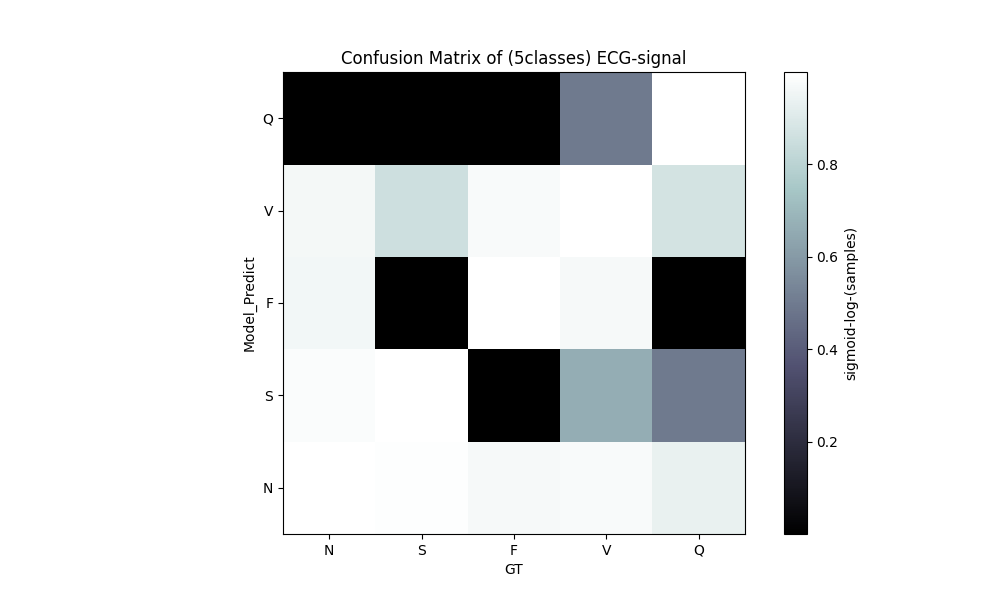 Confusion Matrix of (5classes) ECG-signal
Model_Predict
Q
V
F
S
N
N S F V Q
GT
0.8
0.6
0.4
0.2
sigmoid-log-(samples)